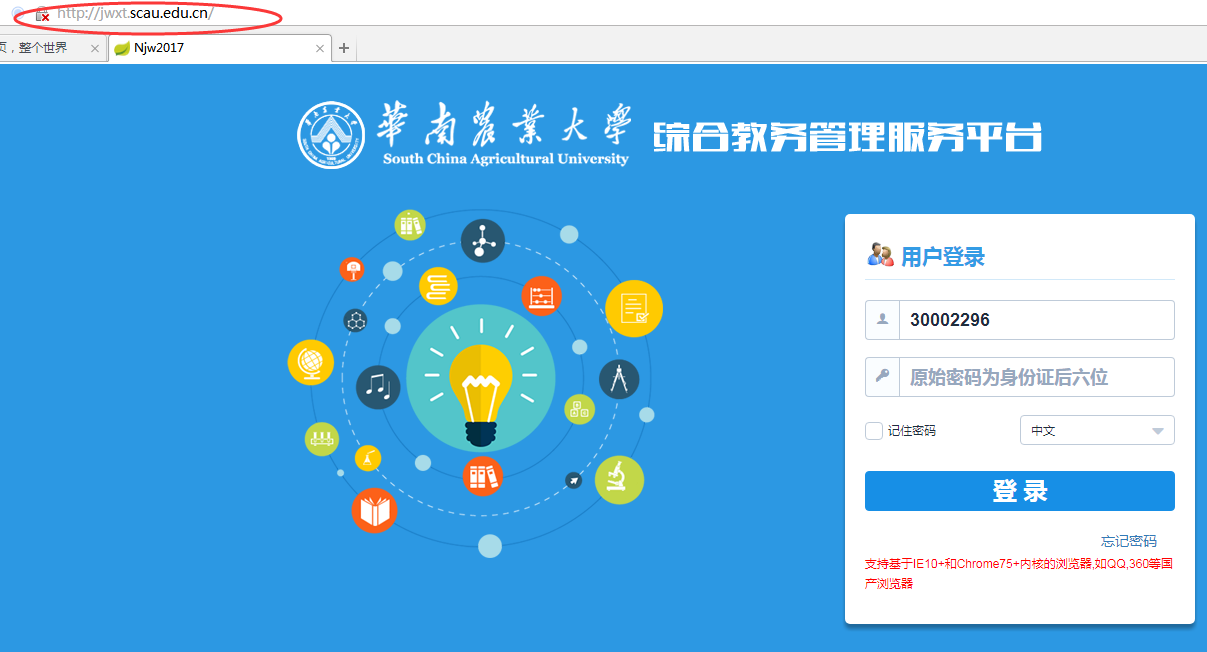 http://jwxt.scau.edu.cn/
页，整个世界
Njw2017
華南農業大學
South China Agricultural University
综合教务管理服务平台
用户登录
30002296
原始密码为身份证后六位
记住密码
中文
登 录
忘记密码
支持基于IE10+和Chrome75+内核的浏览器,如QQ,360等国
产浏览器